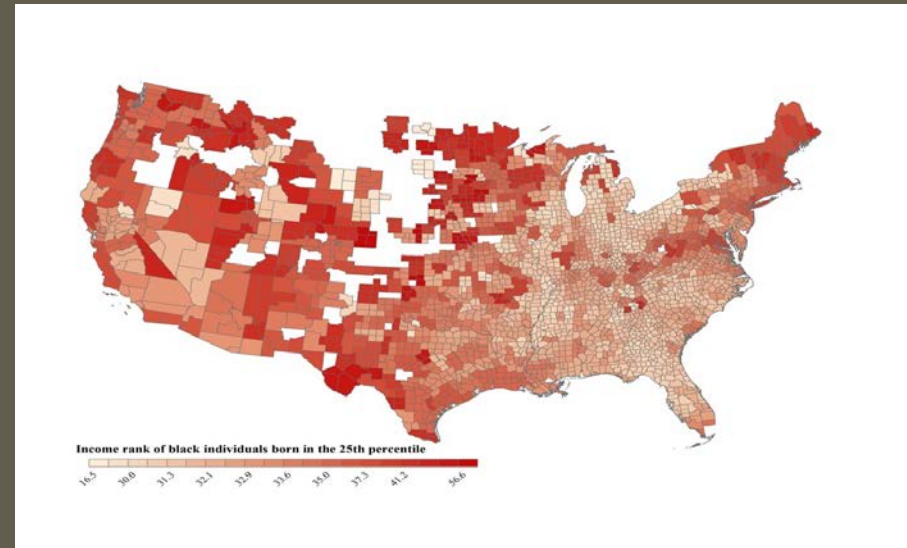 Income rank of black individuals born in the 25th percentile
16.5 30.0 31.3 32.1 32.9 33.6 35.0 37.3 41.2 56.6